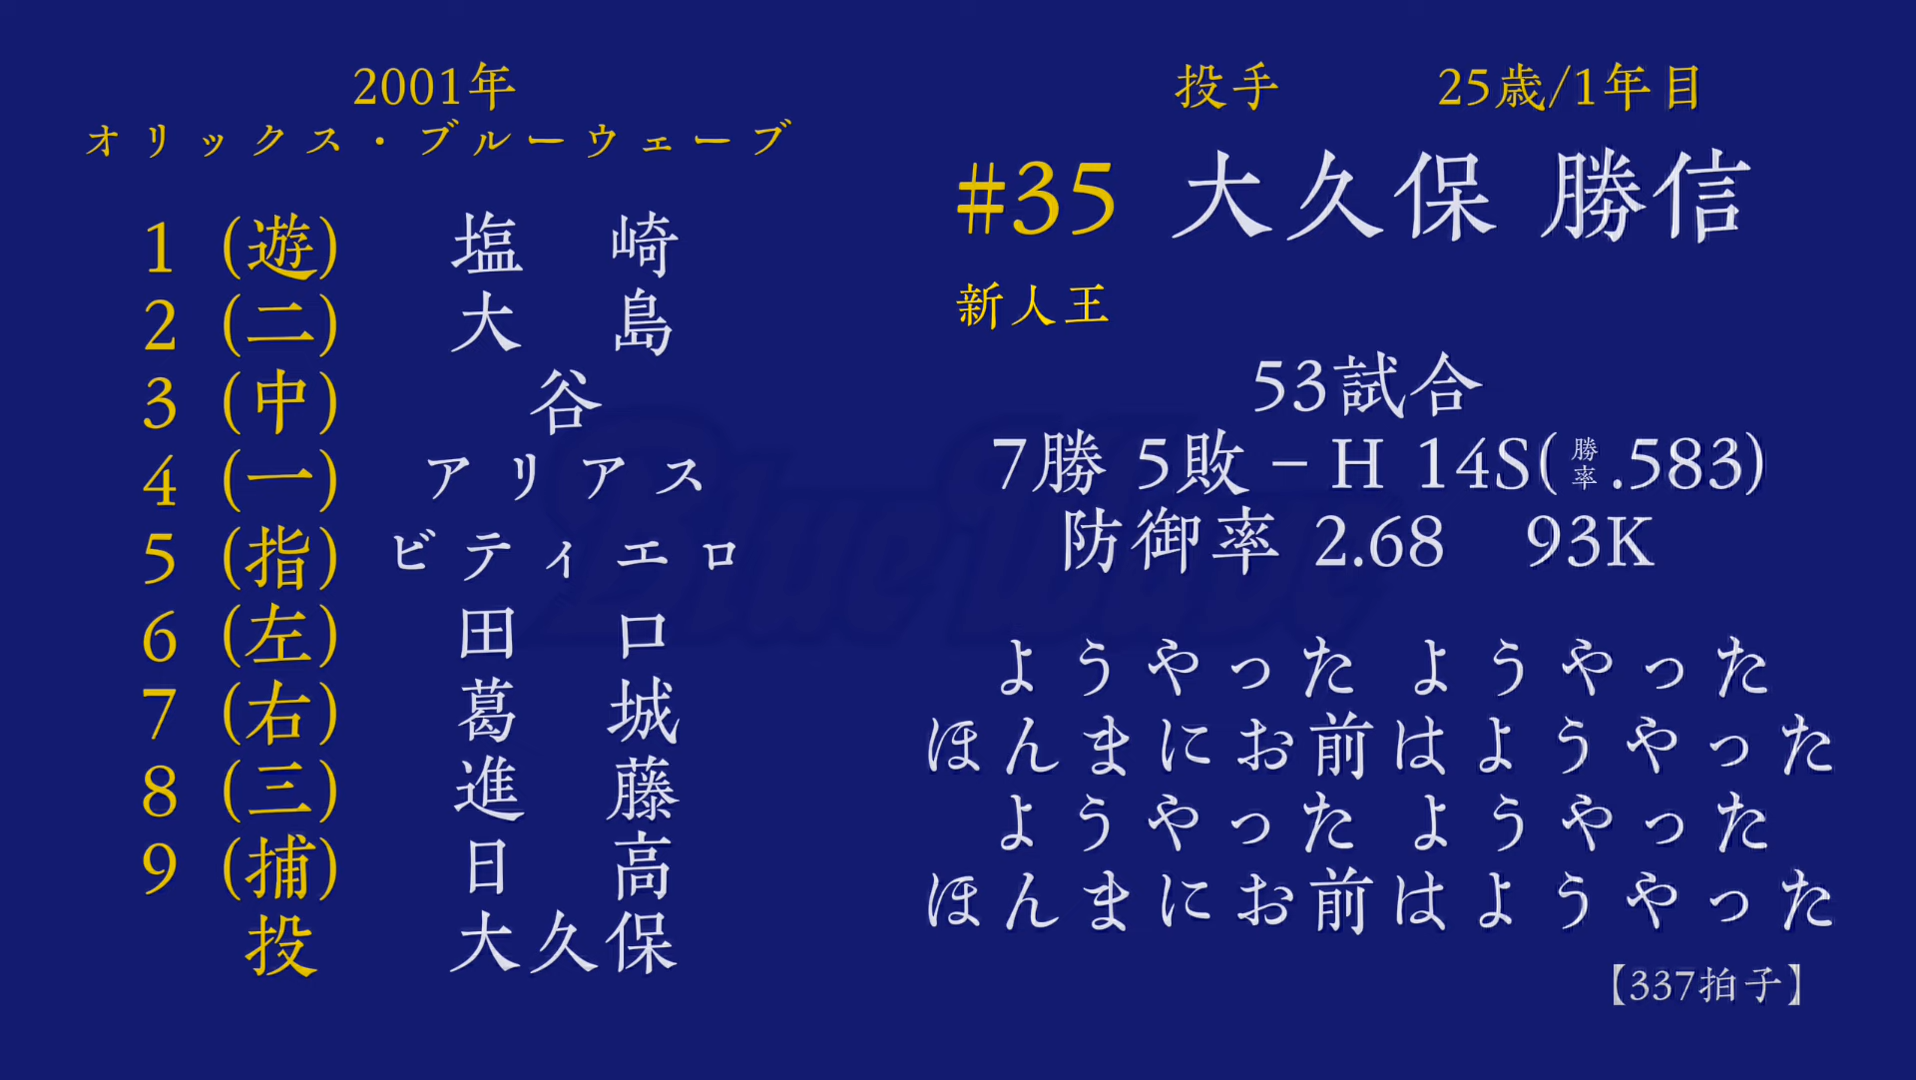 2001年
オリックス・ブルーウェーブ
1 (遊) 塩崎
2 (二) 大島
3 (中) 谷
4 (一) アリアス
5 (指) ビティエロ
6 (左) 田口
7 (右) 葛城
8 (三) 進藤
9 (捕) 日高
投 大久保
投手 25歳/1年目
#35 大久保 勝信
新人王
53試合
7勝 5敗 － H 14S(勝率.583)
防御率 2.68 93K
ようやった ようやった
ほんまにお前はようやった
ようやった ようやった
ほんまにお前はようやった
【337拍子】
BlueWave